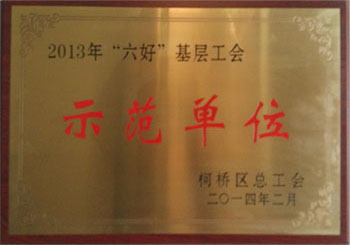 2013年“六好”基层工会
示范单位
柯桥区总工会
二〇一四年二月